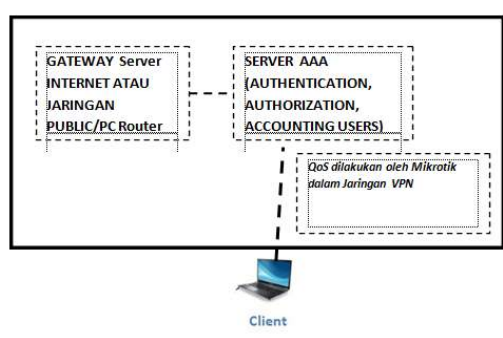 GATEWAY Server
INTERNET ATAU
JARINGAN
PUBLIC/PC Router
SERVER AAA
(AUTHENTICATION,
AUTHORIZATION,
ACCOUNTING USERS)
QoS dilakukan oleh Mikrotik
dalam Jaringan VPN
Client